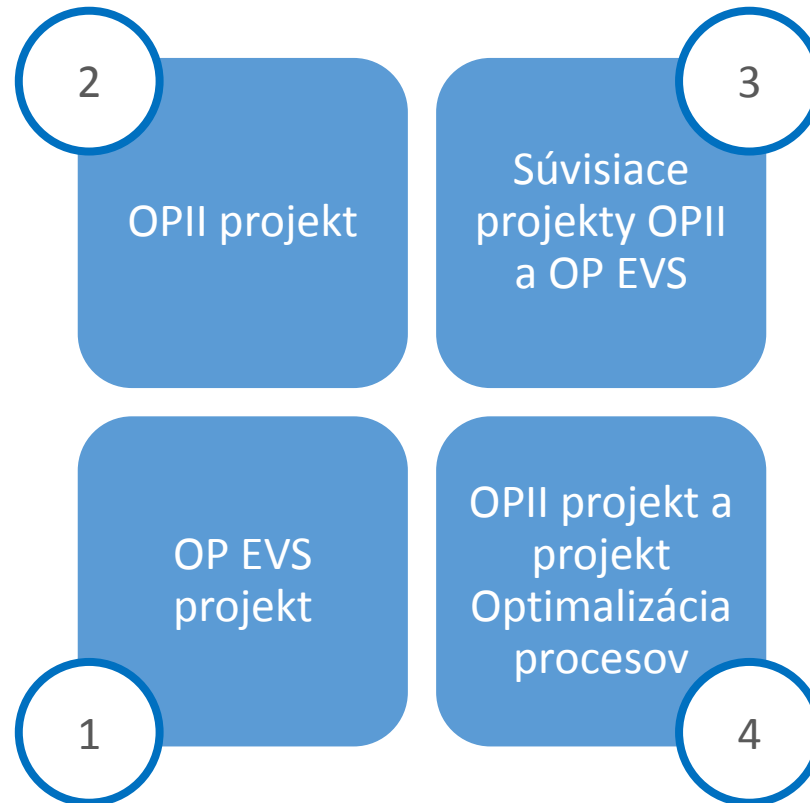 2
OPII projekt
3
Súvisiace
projekty OPII
a OP EVS
OP EVS
projekt
1
OPII projekt a
projekt
Optimalizácia
procesov
4